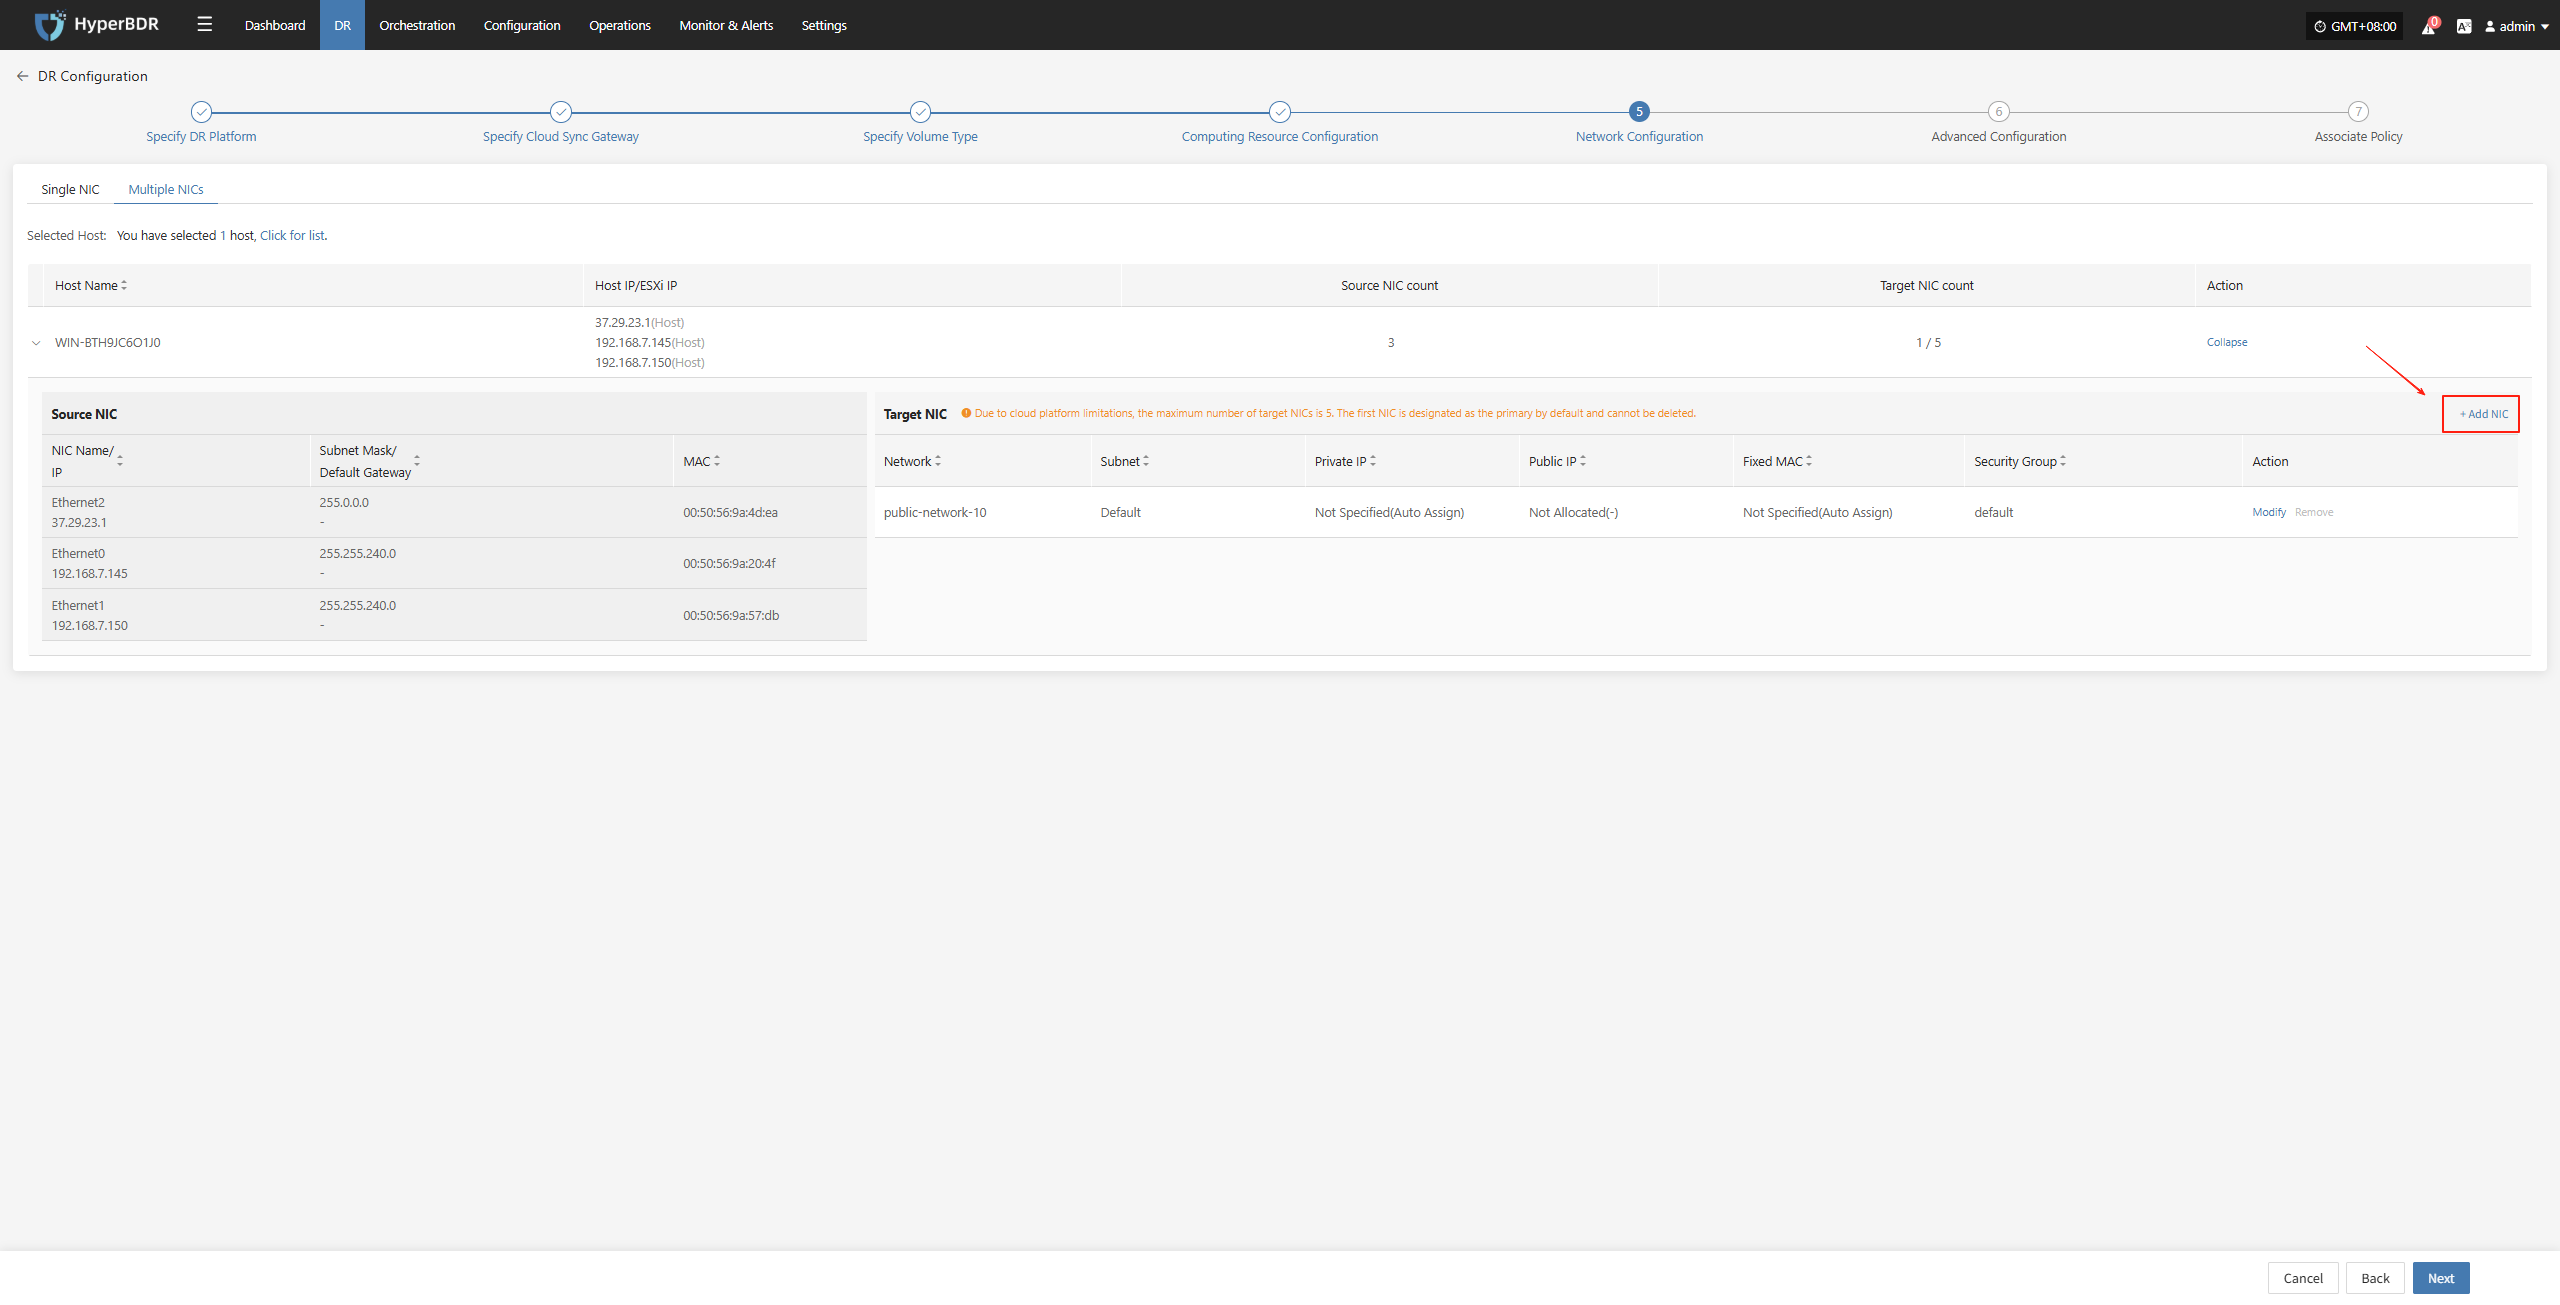 HyperBDR
Dashboard
DR
Orchestration
Configuration
Operations
Monitor & Alerts
Settings
GMT+08:00
0
admin
DR Configuration
5
6
7
Specify DR Platform
Specify Cloud Sync Gateway
Specify Volume Type
Computing Resource Configuration
Network Configuration
Advanced Configuration
Associate Policy
Single NIC
Multiple NICs
Selected Host: You have selected 1 host, Click for list.
Host Name
Host IP/ESXi IP
Source NIC count
Target NIC count
Action
WIN-BTH9JC6O1J0
37.29.23.1(Host)
192.168.7.145(Host)
192.168.7.150(Host)
3
1 / 5
Collapse
Source NIC
NIC Name/
IP
Subnet Mask/
Default Gateway
MAC
Ethernet2
37.29.23.1
255.0.0.0
-
00:50:56:9a:4d:ea
Ethernet0
192.168.7.145
255.255.240.0
-
00:50:56:9a:20:4f
Ethernet1
192.168.7.150
255.255.240.0
-
00:50:56:9a:57:db
Target NIC
Due to cloud platform limitations, the maximum number of target NICs is 5. The first NIC is designated as the primary by default and cannot be deleted.
+ Add NIC
Network
Subnet
Private IP
Public IP
Fixed MAC
Security Group
Action
public-network-10
Default
Not Specified(Auto Assign)
Not Allocated(-)
Not Specified(Auto Assign)
default
Modify
Remove
Cancel
Back
Next